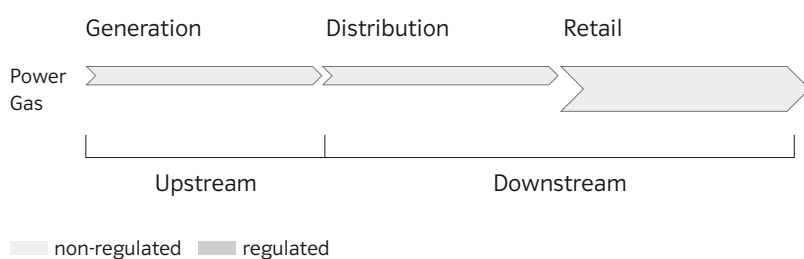 Generation Distribution Retail
Power
Gas
Upstream Downstream
non-regulated regulated